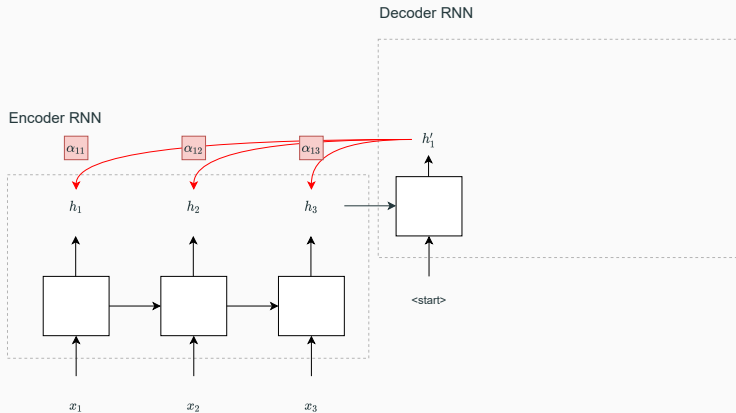 Decoder RNN
Encoder RNN
α₁₁ α₁₂ α₁₃ h′₁
h₁ h₂ h₃
<start>
x₁ x₂ x₃